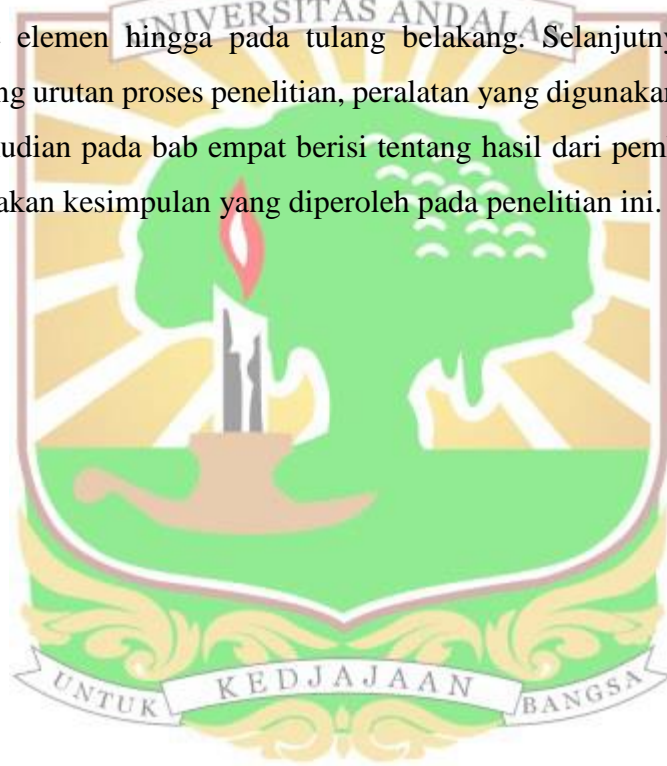 UNIVERSITAS ANDALAS
elemen hingga pada tulang belakang. Selanjutny
ng urutan proses penelitian, peralatan yang digunakan
udian pada bab empat berisi tentang hasil dari pem
akan kesimpulan yang diperoleh pada penelitian ini.
UNTUK KEDJAJAAN BANGSA